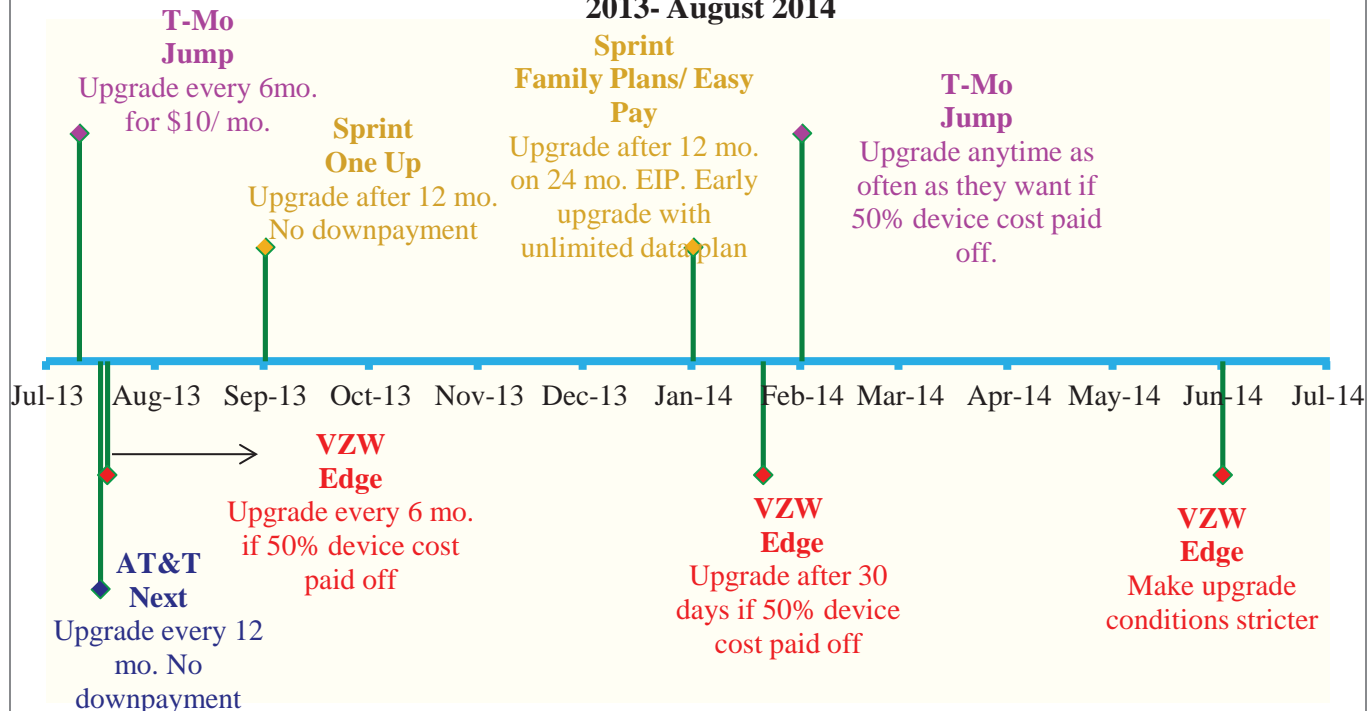 2013- August 2014
T-Mo
Jump
Upgrade every 6mo.
for $10/ mo.
Sprint
One Up
Upgrade after 12 mo.
No downpayment
Sprint
Family Plans/ Easy
Pay
Upgrade after 12 mo.
on 24 mo. EIP. Early
upgrade with
unlimited data plan
T-Mo
Jump
Upgrade anytime as
often as they want if
50% device cost paid
off.
Jul-13 Aug-13 Sep-13 Oct-13 Nov-13 Dec-13 Jan-14 Feb-14 Mar-14 Apr-14 May-14 Jun-14 Jul-14
AT&T
Next
Upgrade every 12
mo. No
downpayment
VZW
Edge
Upgrade every 6 mo.
if 50% device cost
paid off
VZW
Edge
Upgrade after 30
days if 50% device
cost paid off
VZW
Edge
Make upgrade
conditions stricter